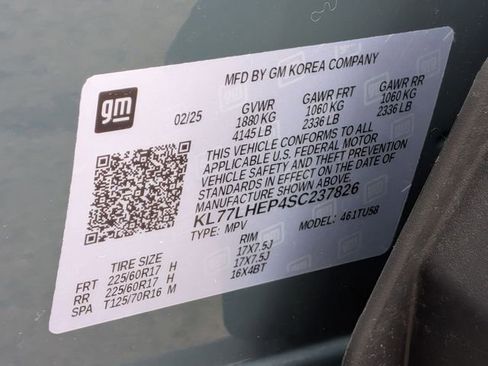 MFD BY GM KOREA COMPANY
gm
02/25 GVWR GAWR FRT GAWR RR
1880 KG 1060 KG 1060 KG
4145 LB 2336 LB 2336 LB
THIS VEHICLE CONFORMS TO ALL
APPLICABLE U.S. FEDERAL MOTOR
VEHICLE SAFETY AND THEFT PREVENTION
STANDARDS IN EFFECT ON THE DATE OF
MANUFACTURE SHOWN ABOVE.
KL77LHEP4SC237826
TYPE: MPV MODEL: 461TU58
TIRE SIZE RIM
FRT 225/60R17 H 17X7.5J
RR 225/60R17 H 17X7.5J
SPA T125/70R16 M 16X4BT